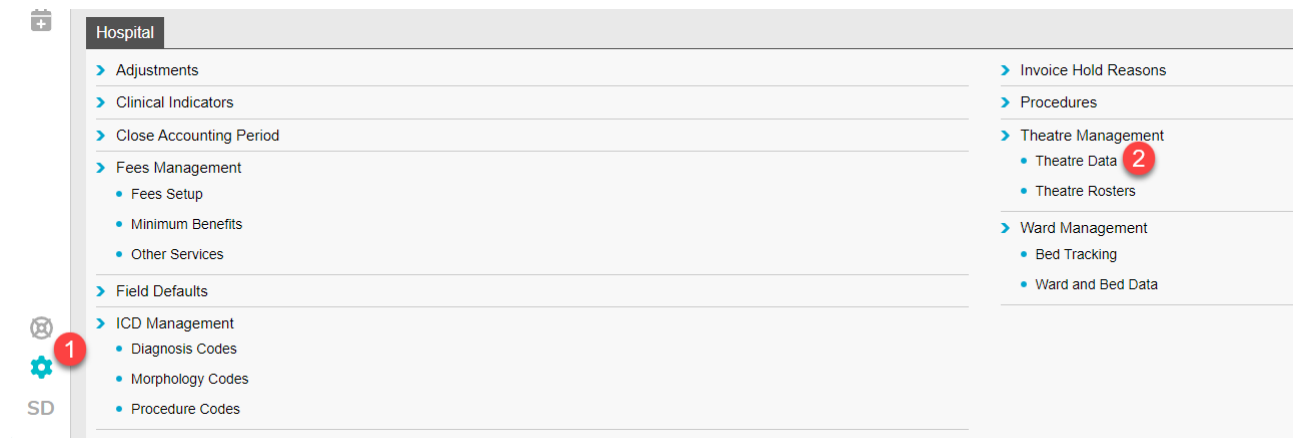 Hospital
Adjustments
Clinical Indicators
Close Accounting Period
Fees Management
Fees Setup
Minimum Benefits
Other Services
Field Defaults
ICD Management
Diagnosis Codes
Morphology Codes
Procedure Codes
Invoice Hold Reasons
Procedures
Theatre Management
Theatre Data 2
Theatre Rosters
Ward Management
Bed Tracking
Ward and Bed Data
1
SD